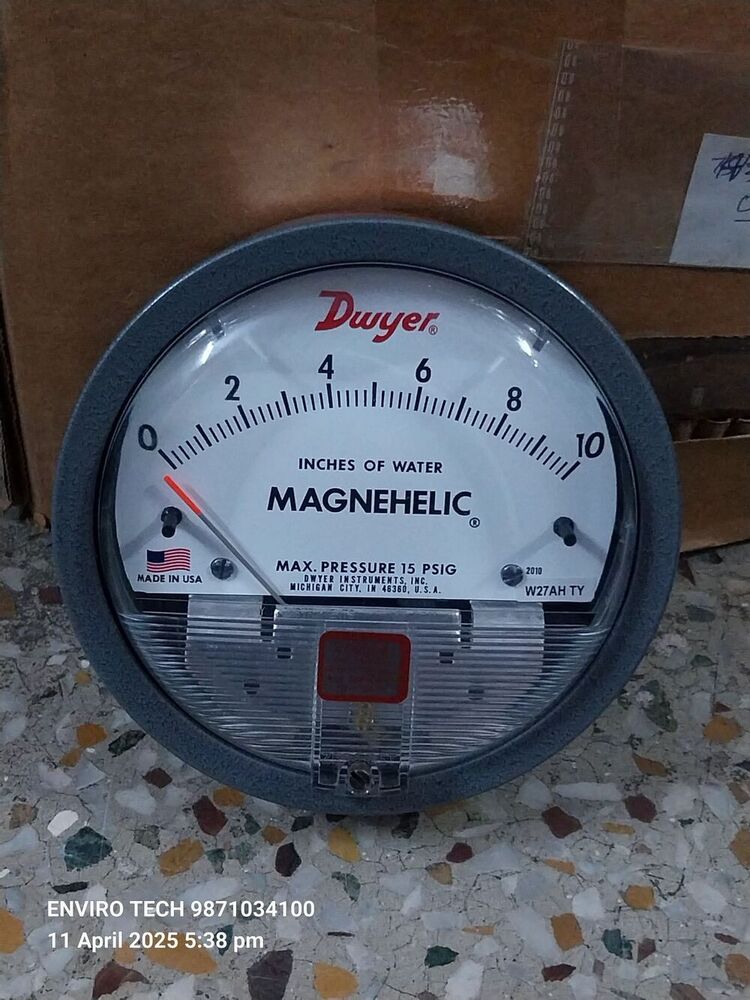 Dwyer®
0 2 4 6 8 10
INCHES OF WATER
MAGNEHELIC®
MAX. PRESSURE 15 PSIG
DWYER INSTRUMENTS, INC.
MICHIGAN CITY, IN 46360, U.S.A.
MADE IN USA
2010
W27AH TY
ENVIRO TECH 9871034100
11 April 2025 5:38 pm